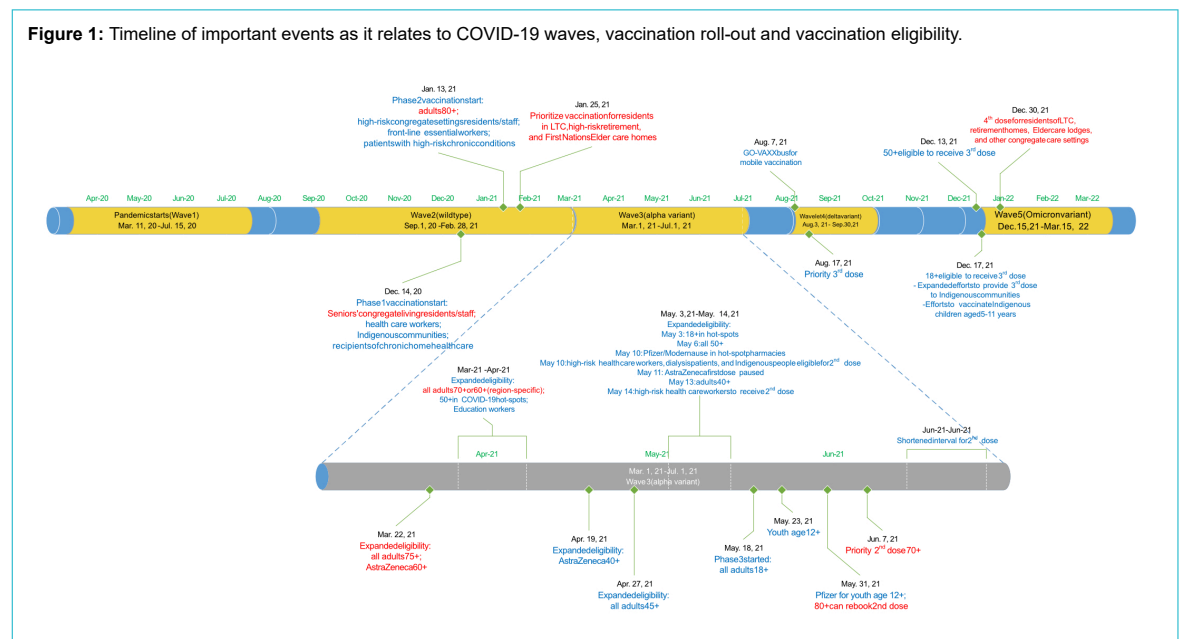 Figure 1: Timeline of important events as it relates to COVID-19 waves, vaccination roll-out and vaccination eligibility.
Jan. 13, 21
Phase2vaccinationstart:
adults80+;
high-riskcongregatesettingsresidents/staff;
front-line essentialworkers;
patientswith high-riskchronicconditions
Jan. 25, 21
Prioritize vaccinationforresidents
in LTC,high-riskretirement,
and FirstNationsElder care homes
Aug. 7, 21
GO-VAXXbusfor
mobile vaccination
Dec. 13, 21
50+eligible to receive 3rd dose
Dec. 30, 21
4th doseforresidentsofLTC,
retirementhomes, Eldercare lodges,
and other congregatecare settings
Apr-20 May-20 Jun-20 Jul-20 Aug-20 Sep-20 Oct-20 Nov-20 Dec-20 Jan-21 Feb-21 Mar-21 Apr-21 May-21 Jun-21 Jul-21 Aug-21 Sep-21 Oct-21 Nov-21 Dec-21 Jan-22 Feb-22 Mar-22
Pandemicstarts(Wave1)
Mar. 11, 20-Jul. 15, 20
Wave2(wildtype)
Sep.1, 20 -Feb. 28, 21
Wave3(alpha variant)
Mar.1, 21-Jul.1, 21
Wavelet4(deltavariant)
Aug.3, 21- Sep.30,21
Wave5(Omicronvariant)
Dec.15,21-Mar.15, 22
Dec. 14, 20
Phase1vaccinationstart:
Seniors'congregatelivingresidents/staff;
health care workers;
Indigenouscommunities;
recipientsofchronichomehealthcare
Aug. 17, 21
Priority 3rd dose
Dec. 17, 21
18+eligible to receive3rd dose
- Expandedeffortsto provide 3rd dose
to Indigenouscommunities
-Effortsto vaccinateIndigenous
children aged5-11 years
Mar-21 -Apr-21
Expandedeligibility:
all adults70+or60+(region-specific);
50+in COVID-19hot-spots;
Education workers
May. 3,21-May. 14, 21
Expandedeligibility:
May 3:18+in hot-spots
May 6:all 50+
May 10:Pfizer/Modernause in hot-spotpharmacies
May 10:high-risk healthcareworkers, dialysispatients, and Indigenouspeople eligiblefor2nd dose
May 11: AstraZenecafirstdose paused
May 13:adults40+
May 14:high-risk health careworkersto receive2nd dose
Jun-21-Jun-21
Shortenedinterval for2nd dose
Apr-21 May-21 Jun-21
Mar. 1, 21-Jul. 1, 21
Wave3(alpha variant)
Mar. 22, 21
Expandedeligibility:
all adults75+;
AstraZeneca60+
Apr. 19, 21
Expandedeligibility:
AstraZeneca40+
Apr. 27, 21
Expandedeligibility:
all adults45+
May. 18, 21
Phase3started:
all adults18+
May. 23, 21
Youth age12+
May. 31, 21
Pfizer for youth age 12+;
80+can rebook2nd dose
Jun. 7, 21
Priority 2nd dose70+